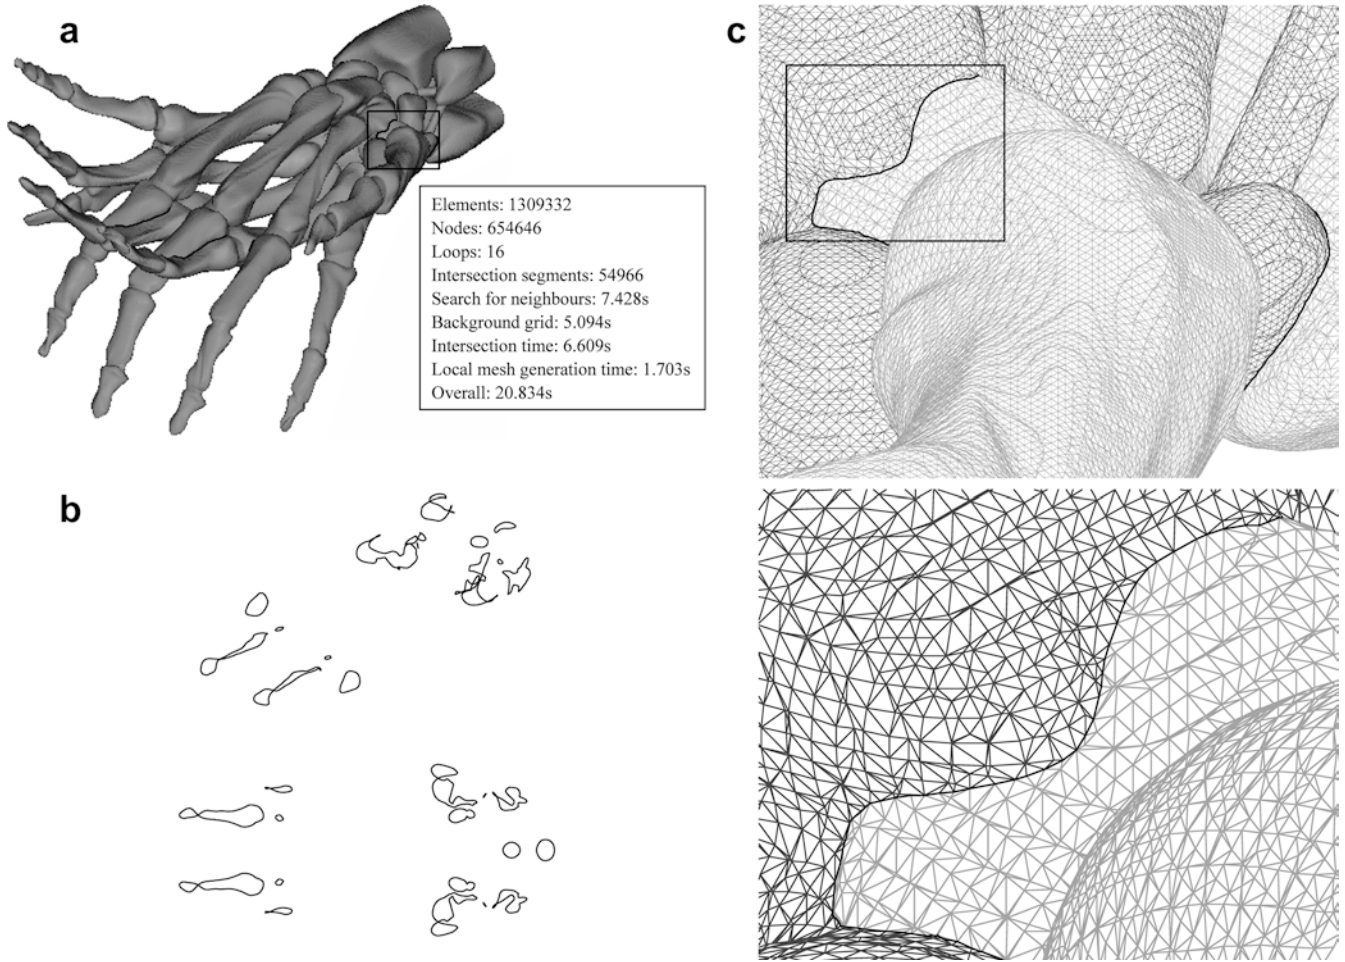 a
Elements: 1309332
Nodes: 654646
Loops: 16
Intersection segments: 54966
Search for neighbours: 7.428s
Background grid: 5.094s
Intersection time: 6.609s
Local mesh generation time: 1.703s
Overall: 20.834s
b
c